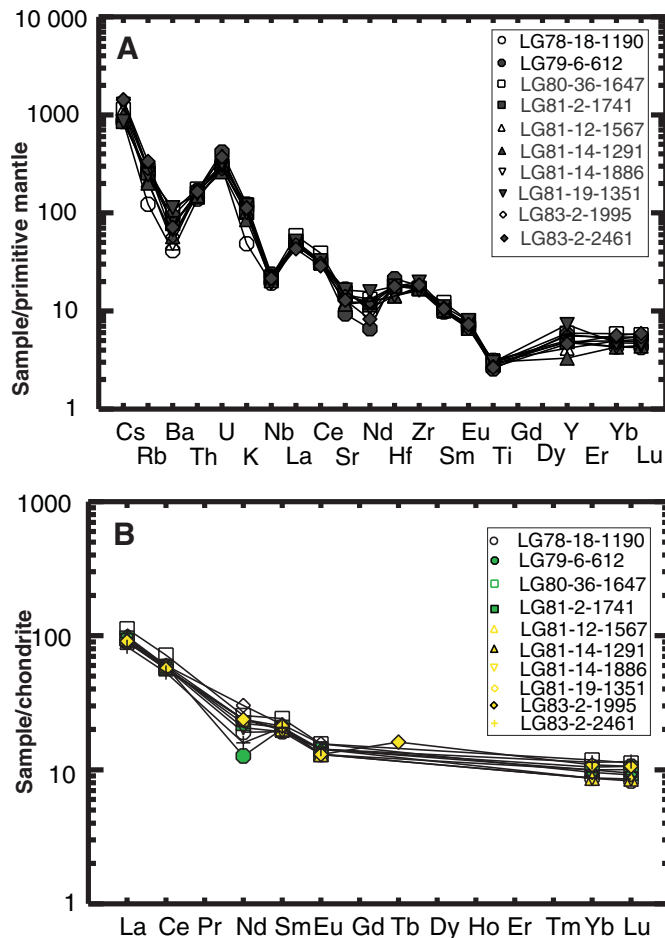 A
10 000
1000
100
10
1
Sample/primitive mantle
LG78-18-1190
LG79-6-612
LG80-36-1647
LG81-2-1741
LG81-12-1567
LG81-14-1291
LG81-14-1886
LG81-19-1351
LG83-2-1995
LG83-2-2461
Cs Ba U Nb Ce Nd Zr Eu Gd Y Yb
Rb Th K La Sr Hf Sm Ti Dy Er Lu
B
1000
100
10
1
Sample/chondrite
LG78-18-1190
LG79-6-612
LG80-36-1647
LG81-2-1741
LG81-12-1567
LG81-14-1291
LG81-14-1886
LG81-19-1351
LG83-2-1995
LG83-2-2461
La Ce Pr Nd Sm Eu Gd Tb Dy Ho Er Tm Yb Lu